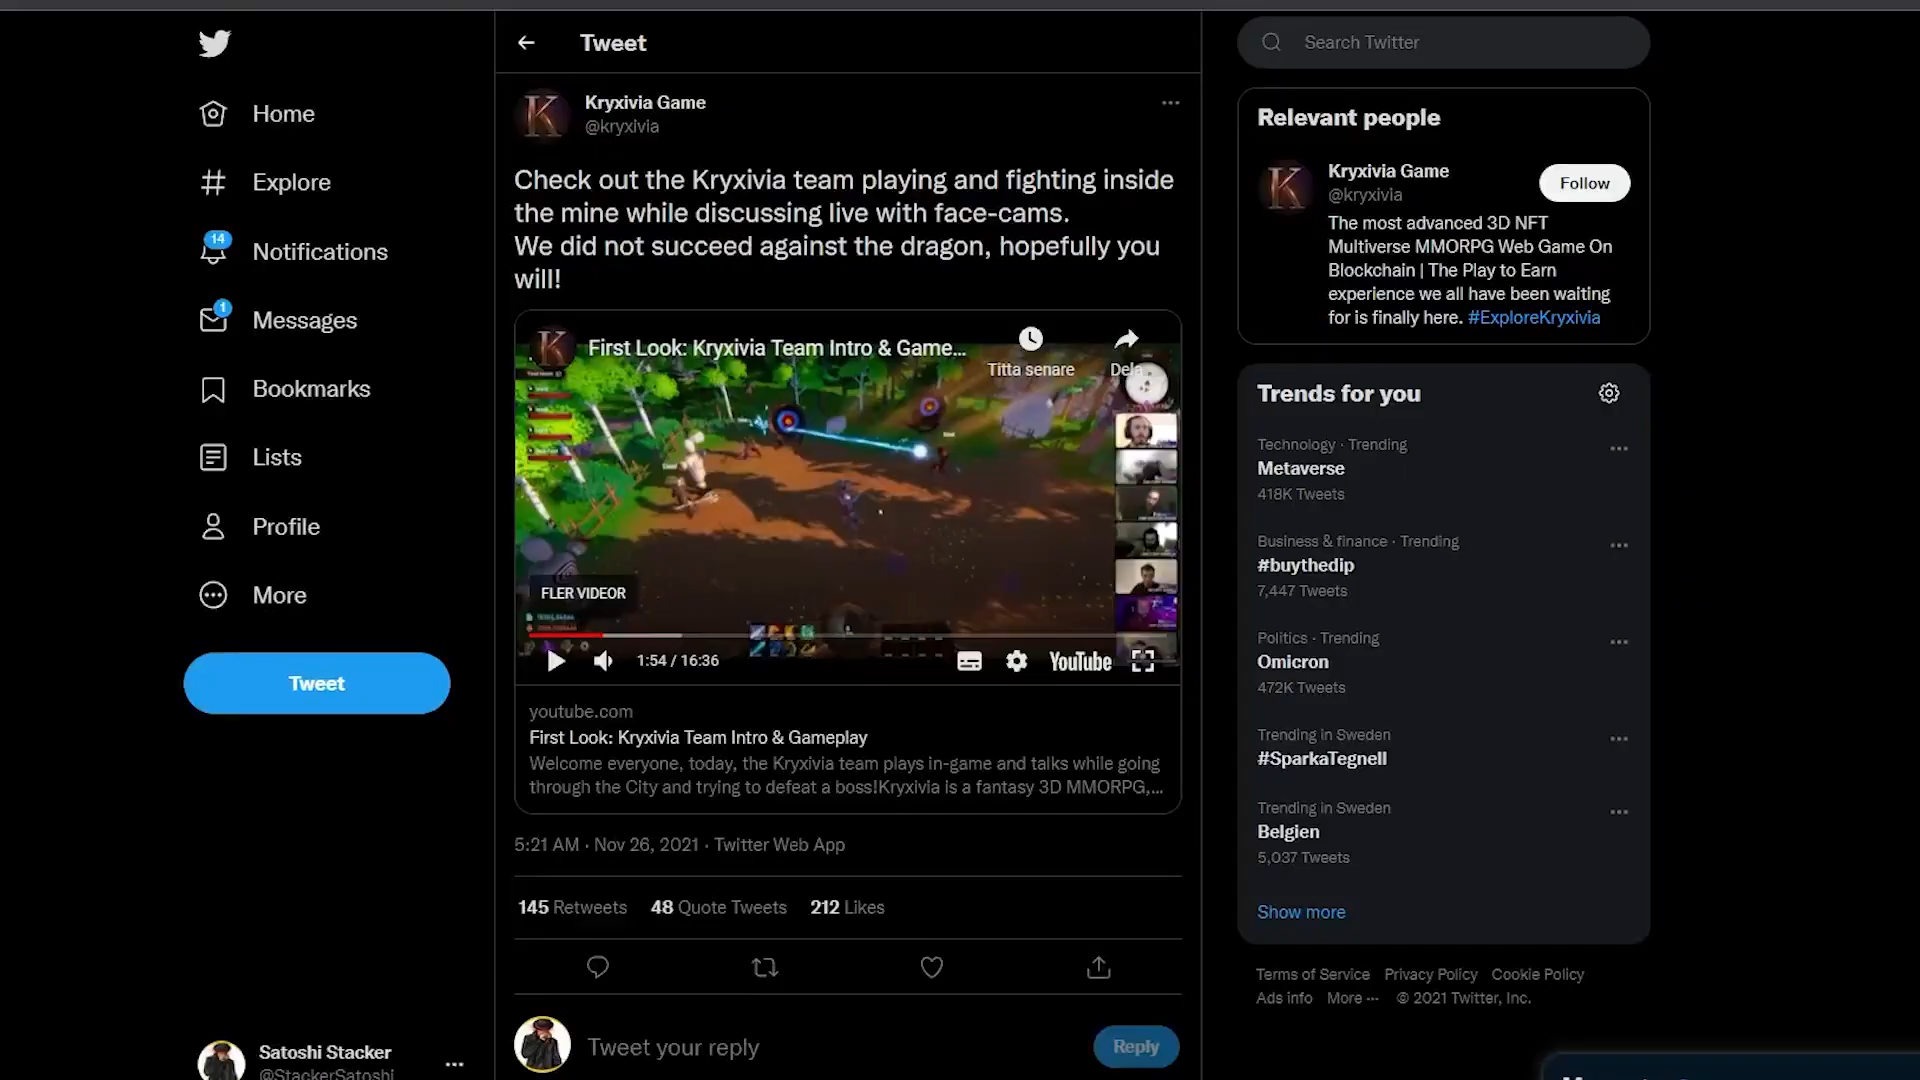 Home
Explore
14
Notifications
1
Messages
Bookmarks
Lists
Profile
More
Tweet
Satoshi Stacker
@StackerSatoshi
Tweet
Kryxivia Game
@kryxivia
Check out the Kryxivia team playing and fighting inside
the mine while discussing live with face-cams.
We did not succeed against the dragon, hopefully you
will!
K
First Look: Kryxivia Team Intro & Game...
Titta senare
Dela
FLER VIDEOR
1:54 / 16:36
YouTube
youtube.com
First Look: Kryxivia Team Intro & Gameplay
Welcome everyone, today, the Kryxivia team plays in-game and talks while going
through the City and trying to defeat a boss!Kryxivia is a fantasy 3D MMORPG,...
5:21 AM · Nov 26, 2021 · Twitter Web App
145 Retweets 48 Quote Tweets 212 Likes
Tweet your reply
Reply
Search Twitter
Relevant people
K
Kryxivia Game
@kryxivia
Follow
The most advanced 3D NFT
Multiverse MMORPG Web Game On
Blockchain | The Play to Earn
experience we all have been waiting
for is finally here. #ExploreKryxivia
Trends for you
Technology · Trending
Metaverse
418K Tweets
Business & finance · Trending
#buythedip
7,447 Tweets
Politics · Trending
Omicron
472K Tweets
Trending in Sweden
#SparkaTegnell
Trending in Sweden
Belgien
5,037 Tweets
Show more
Terms of Service Privacy Policy Cookie Policy
Ads info More ··· © 2021 Twitter, Inc.